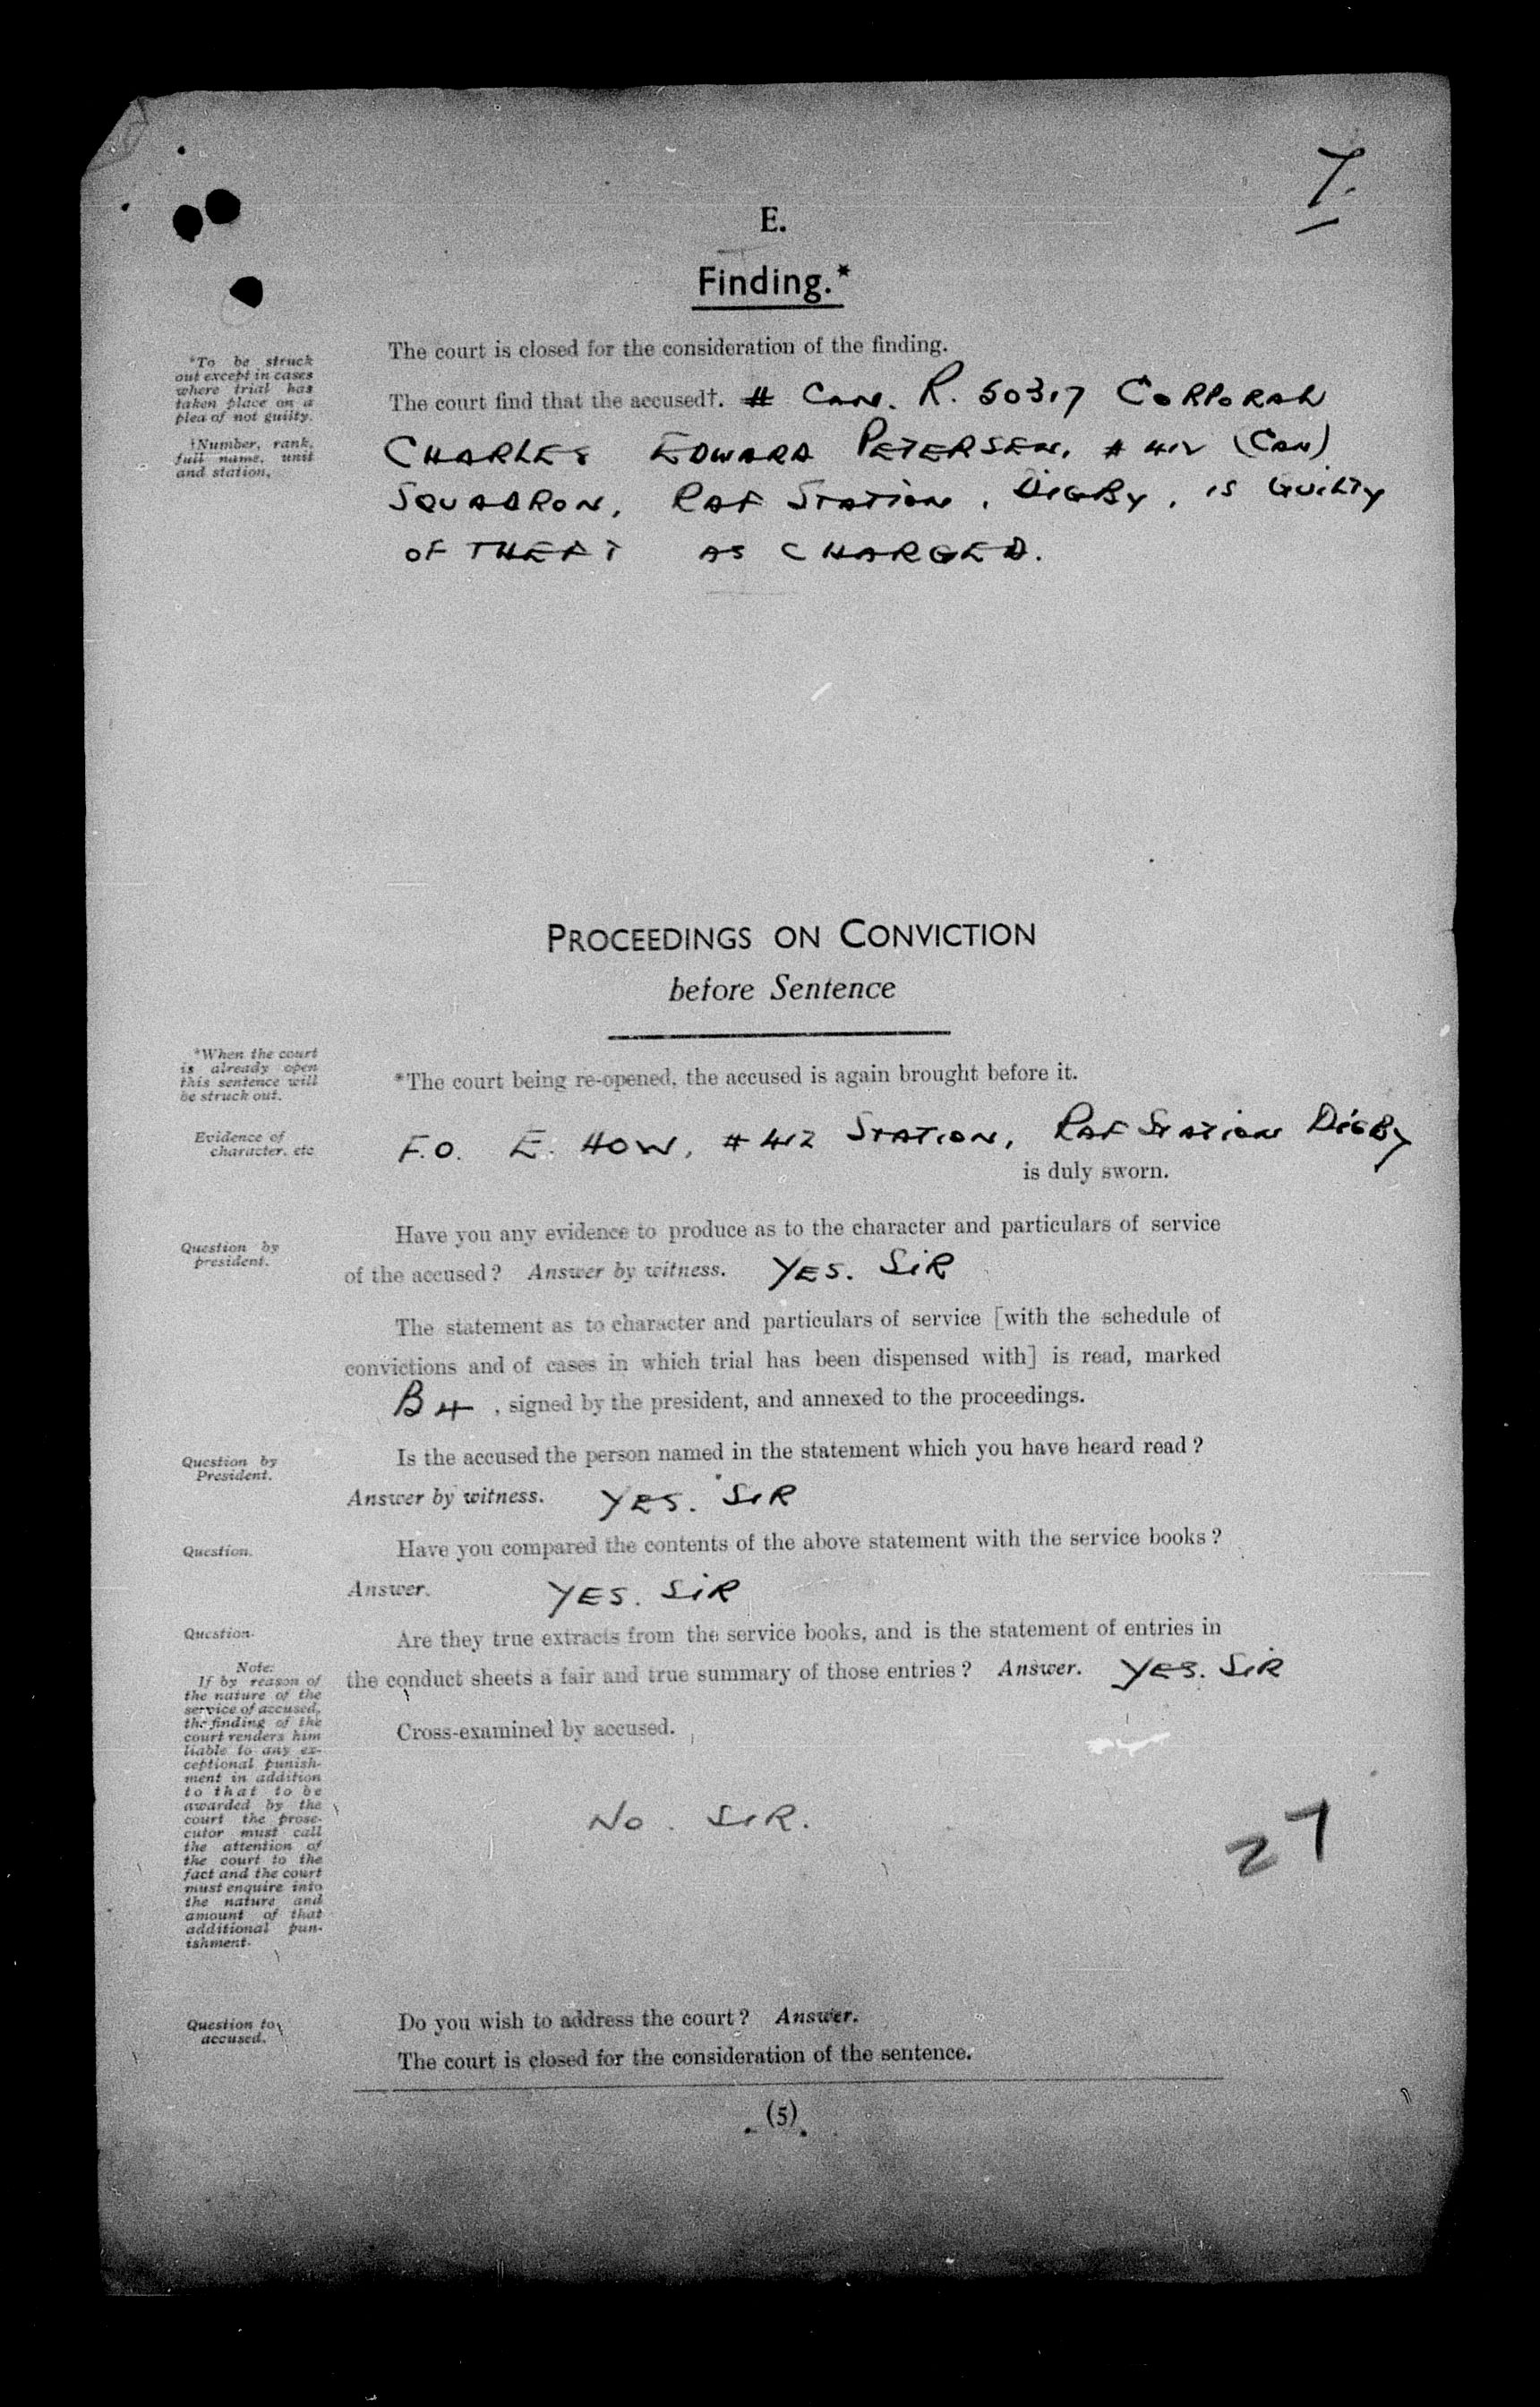 7.
E.
Finding.*
*To be struck
out except in cases
where trial has
taken place on a
plea of not guilty.
†Number, rank,
full name, unit
and station.
The court is closed for the consideration of the finding.
The court find that the accused†. # CAN. R. 50317 CORPORAL
CHARLES EDWARD PETERSEN, # 412 (CAN)
SQUADRON, RAF STATION, DIGBY, IS GUILTY
OF THEFT AS CHARGED.
PROCEEDINGS ON CONVICTION
before Sentence
*When the court
is already open
this sentence will
be struck out.
*The court being re-opened, the accused is again brought before it.
Evidence of
character, etc
F.O. E. HOW, # 412 STATION, RAF STATION DIGBY
is duly sworn.
Question by
president.
Have you any evidence to produce as to the character and particulars of service
of the accused? Answer by witness. YES. SIR
The statement as to character and particulars of service [with the schedule of
convictions and of cases in which trial has been dispensed with] is read, marked
B 4 , signed by the president, and annexed to the proceedings.
Question by
President.
Is the accused the person named in the statement which you have heard read?
Answer by witness. YES. SIR
Question.
Have you compared the contents of the above statement with the service books?
Answer. YES. SIR
Question.
Are they true extracts from the service books, and is the statement of entries in
the conduct sheets a fair and true summary of those entries? Answer. YES. SIR
Note:
If by reason of
the nature of the
service of accused,
the finding of the
court renders him
liable to any ex-
ceptional punish-
ment in addition
to that to be
awarded by the
court the prose-
cutor must call
the attention of
the court to the
fact and the court
must enquire into
the nature and
amount of that
additional pun-
ishment.
Cross-examined by accused.
NO. SIR.
27
Question to
accused.
Do you wish to address the court? Answer.
The court is closed for the consideration of the sentence.
(5)